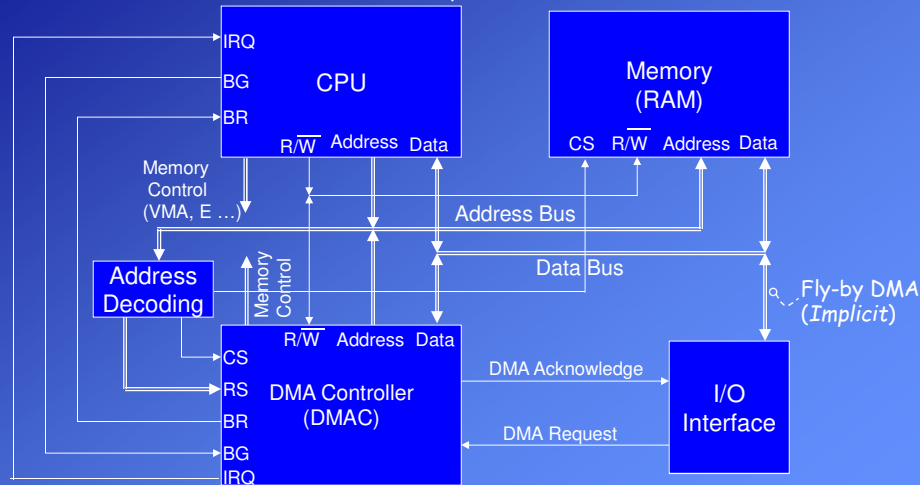 IRQ
BG
BR
CPU
R/W̅ Address Data
Memory
(RAM)
CS R/W̅ Address Data
Memory
Control
(VMA, E ...)
Address Bus
Data Bus
Address
Decoding
Memory
Control
Fly-by DMA
(Implicit)
R/W̅ Address Data
CS
RS
BR
BG
IRQ
DMA Controller
(DMAC)
DMA Acknowledge
DMA Request
I/O
Interface